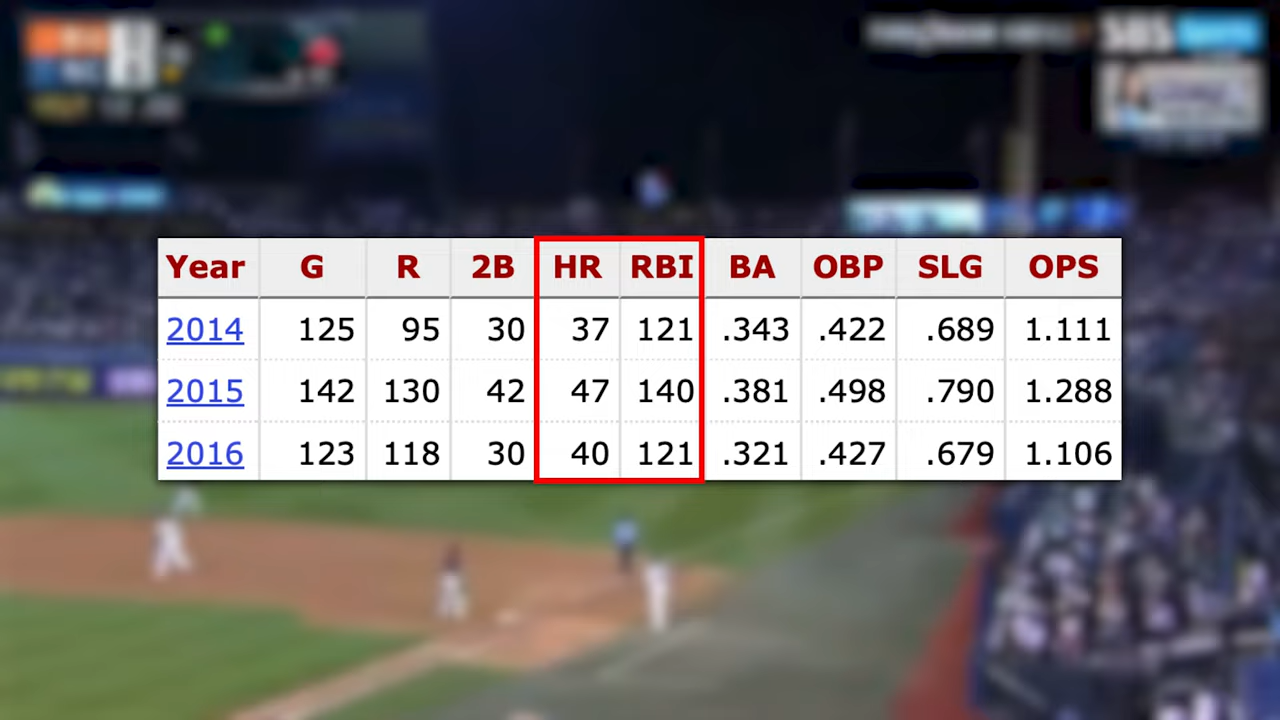 Year G R 2B HR RBI BA OBP SLG OPS
2014 125 95 30 37 121 .343 .422 .689 1.111
2015 142 130 42 47 140 .381 .498 .790 1.288
2016 123 118 30 40 121 .321 .427 .679 1.106
SBS